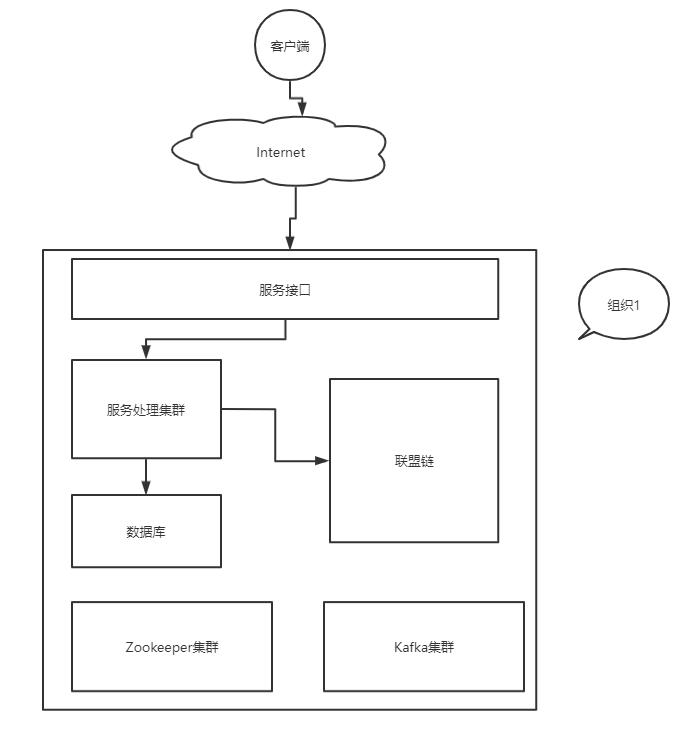 客户端
Internet
服务接口
组织1
服务处理集群
联盟链
数据库
Zookeeper集群
Kafka集群